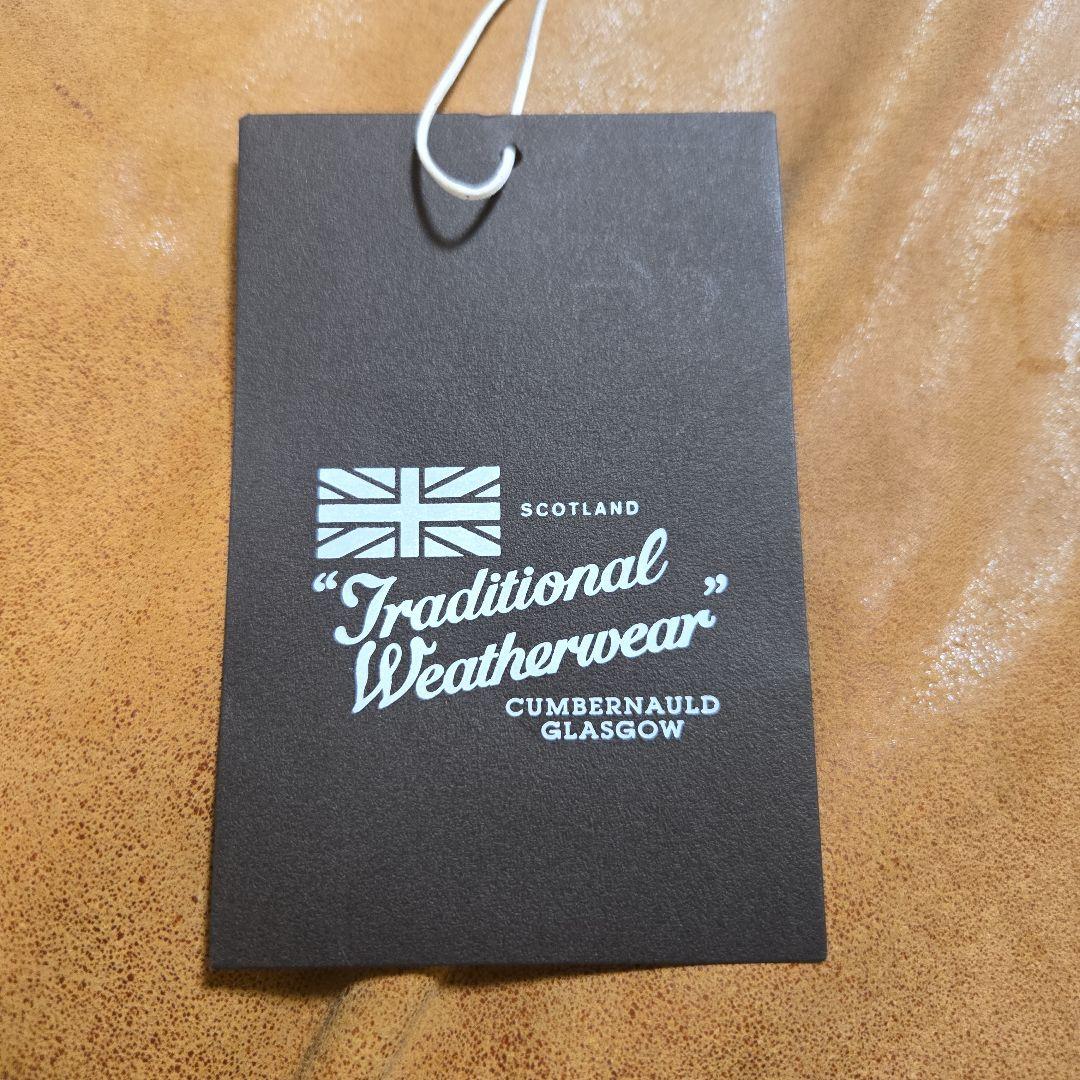 SCOTLAND
“Traditional
Weatherwear”
CUMBERNAULD
GLASGOW